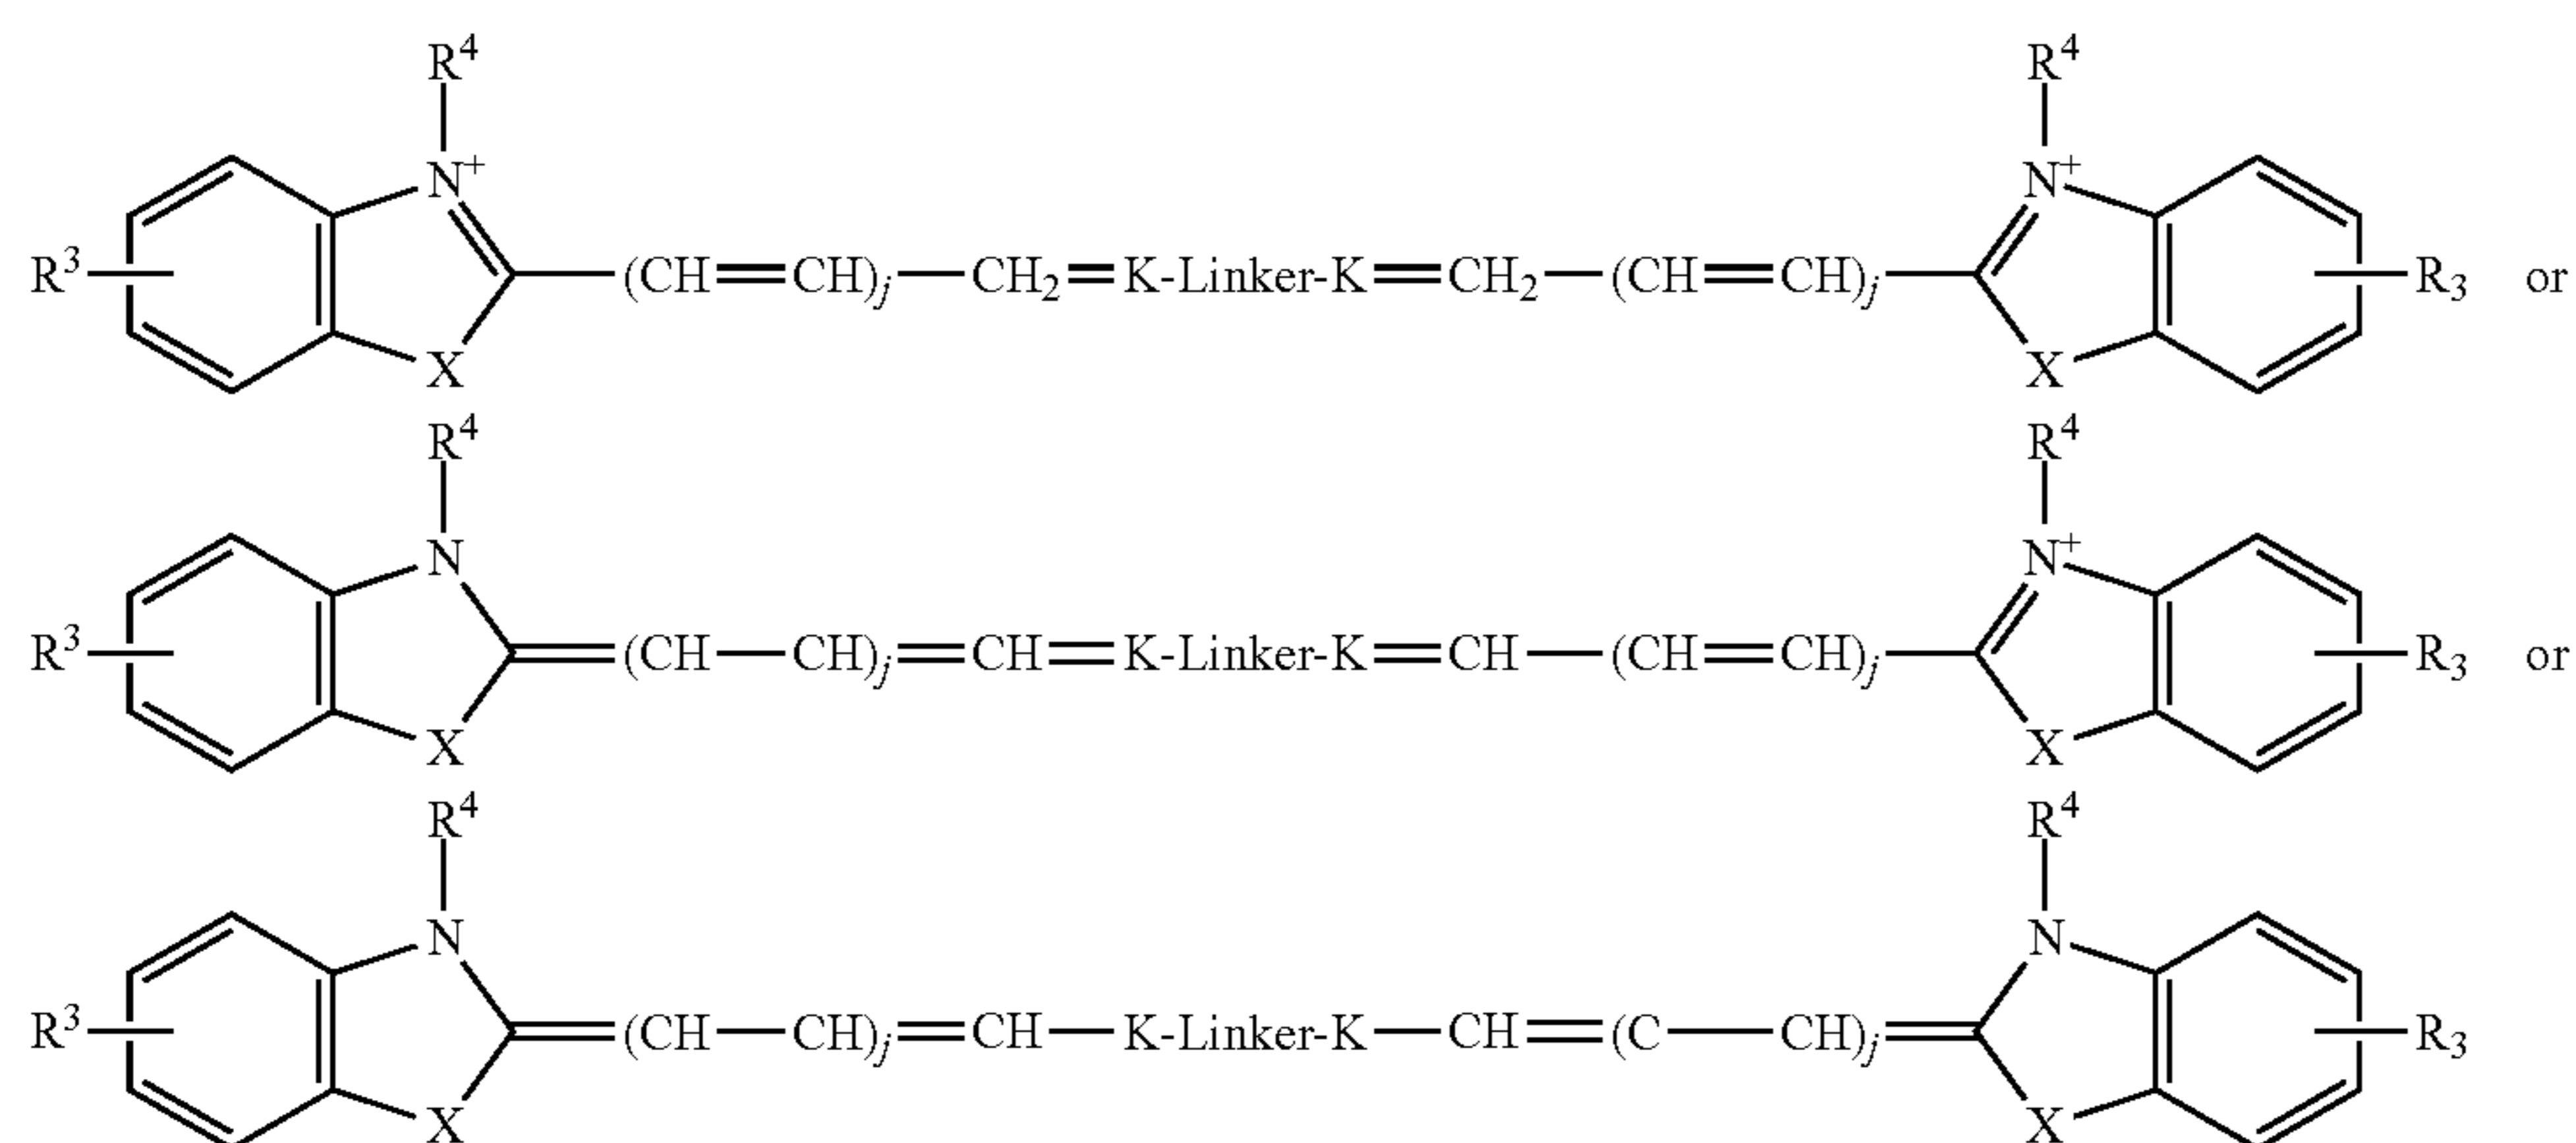 R⁴ R⁴
N⁺ N⁺
R³ (CH=CH)ⱼ—CH₂=K-Linker-K=CH₂—(CH=CH)ⱼ R₃ or
X X
R⁴ R⁴
N N⁺
R³ =(CH—CH)ⱼ=CH=K-Linker-K=CH—(CH=CH)ⱼ R₃ or
X X
R⁴ R⁴
N N
R³ =(CH—CH)ⱼ=CH—K-Linker-K—CH=(C—CH)ⱼ= R₃
X X